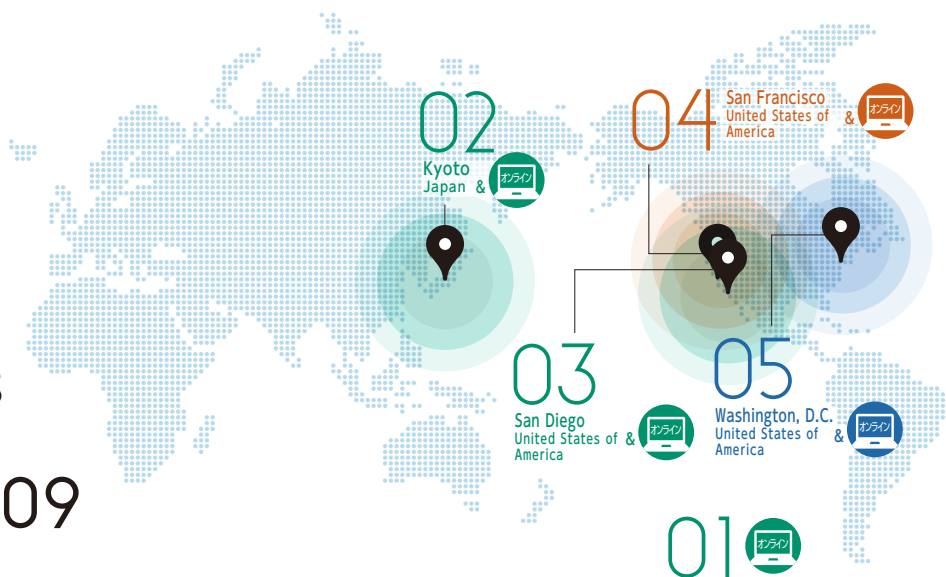 02
Kyoto
Japan & オンライン
04
San Francisco
United States of
America
& オンライン
03
San Diego
United States of
America
& オンライン
05
Washington, D.C.
United States of
America
& オンライン
09
01 オンライン